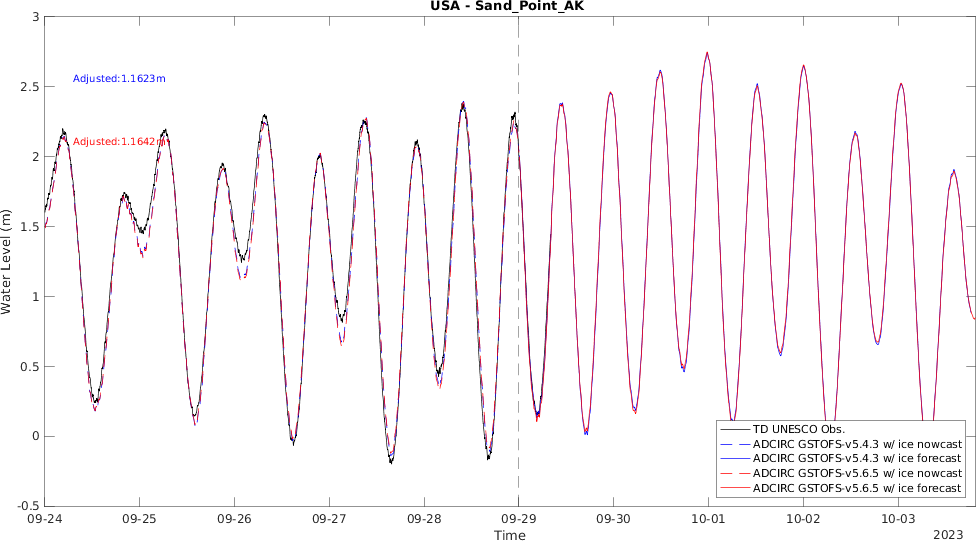 USA - Sand_Point_AK
3
2.5
2
1.5
1
0.5
0
-0.5
Water Level (m)
Adjusted:1.1623m
Adjusted:1.1642m
TD UNESCO Obs.
ADCIRC GSTOFS-v5.4.3 w/ ice nowcast
ADCIRC GSTOFS-v5.4.3 w/ ice forecast
ADCIRC GSTOFS-v5.6.5 w/ ice nowcast
ADCIRC GSTOFS-v5.6.5 w/ ice forecast
09-24 09-25 09-26 09-27 09-28 09-29 09-30 10-01 10-02 10-03
Time
2023